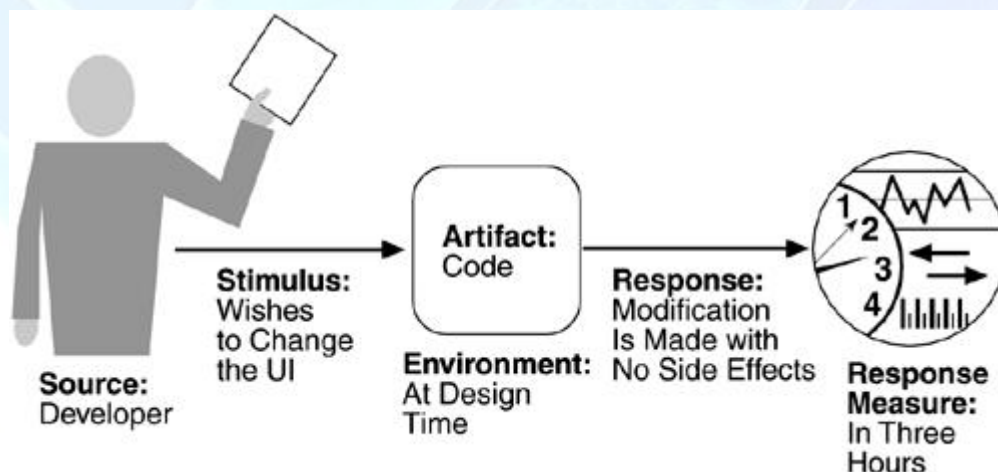 Source:
Developer
Stimulus:
Wishes
to Change
the UI
Artifact:
Code
Environment:
At Design
Time
Response:
Modification
Is Made with
No Side Effects
1
2
3
4
Response
Measure:
In Three
Hours